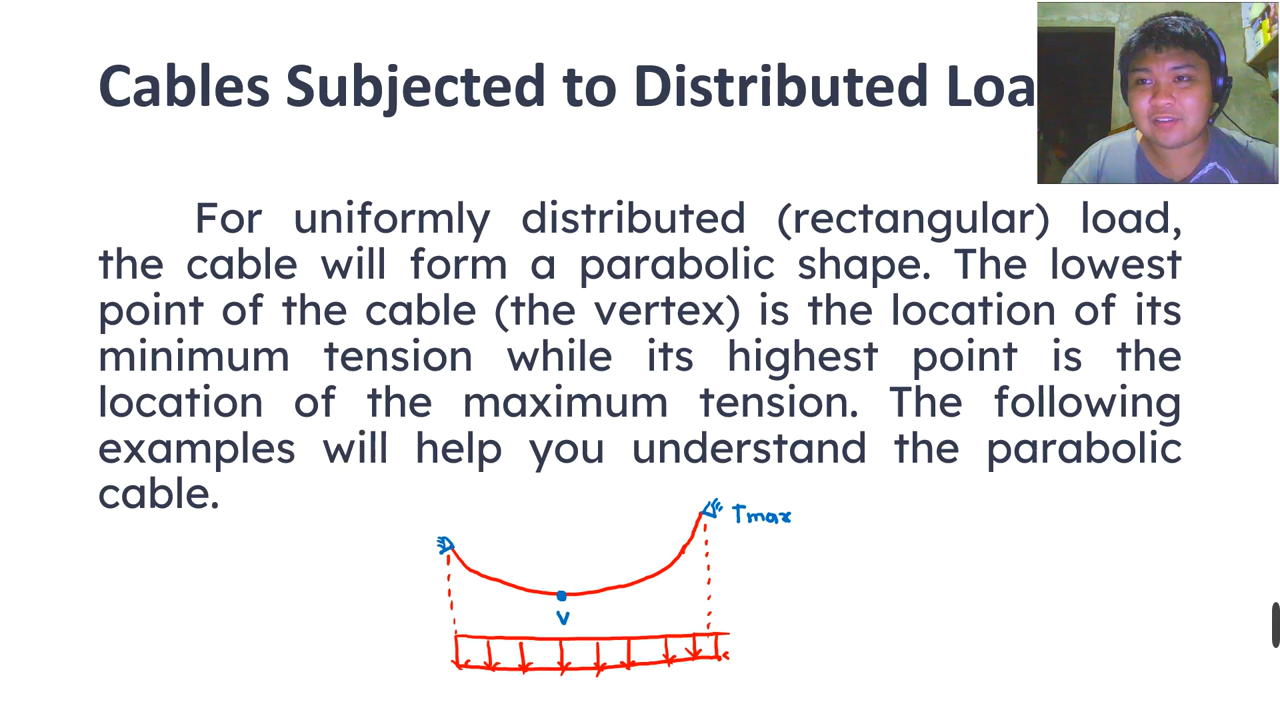 Cables Subjected to Distributed Loa
For uniformly distributed (rectangular) load,
the cable will form a parabolic shape. The lowest
point of the cable (the vertex) is the location of its
minimum tension while its highest point is the
location of the maximum tension. The following
examples will help you understand the parabolic
cable.
Tmax
V